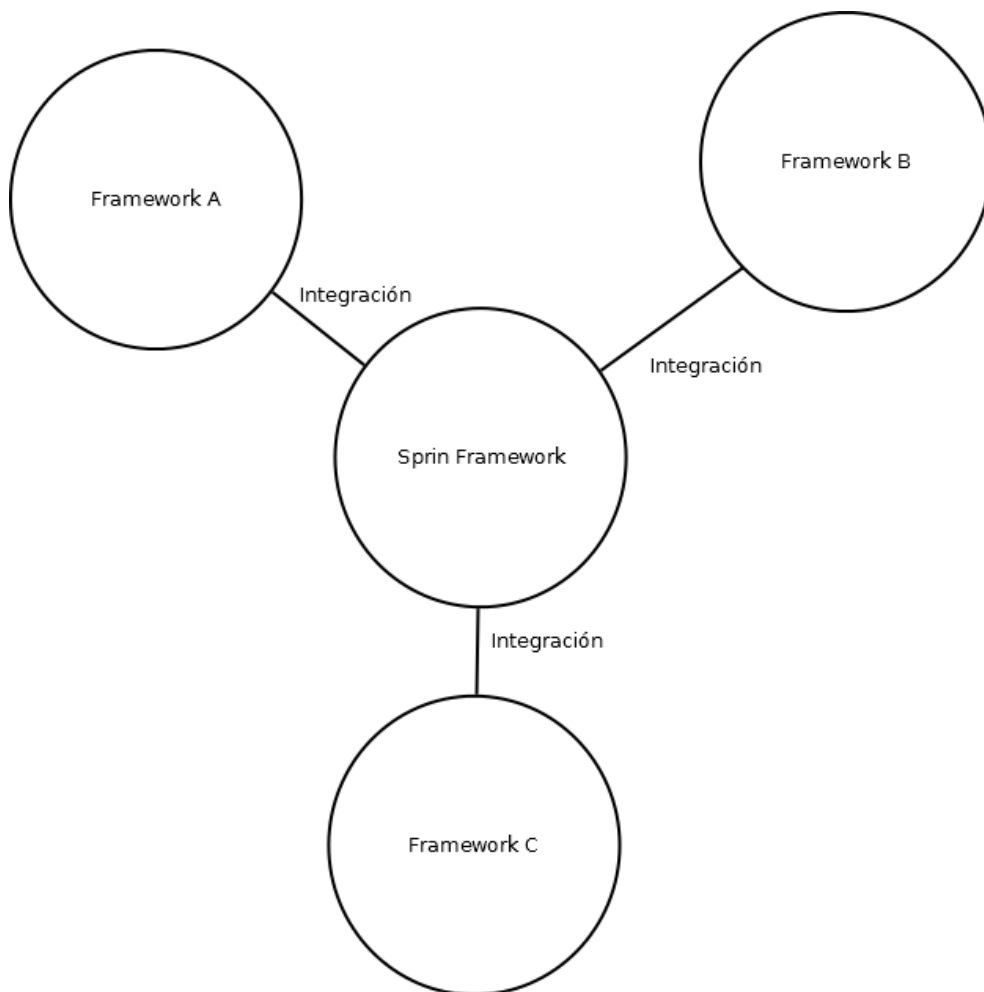 Framework B
Framework A
Integración
Integración
Sprin Framework
Integración
Framework C